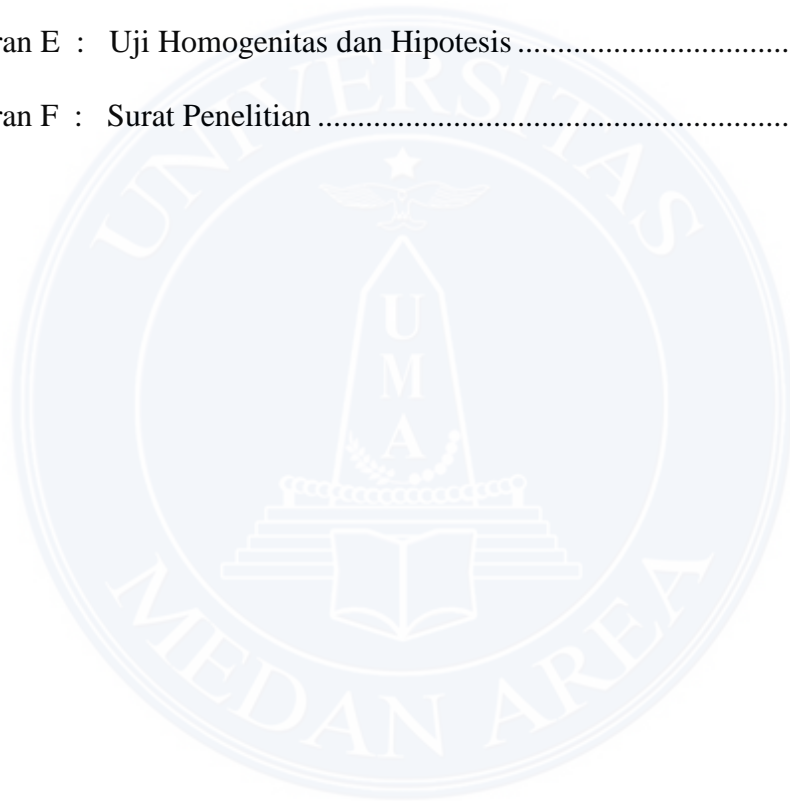 ran E : Uji Homogenitas dan Hipotesis ..................................
ran F : Surat Penelitian ...........................................................
UNIVERSITAS
U
M
A
MEDAN AREA